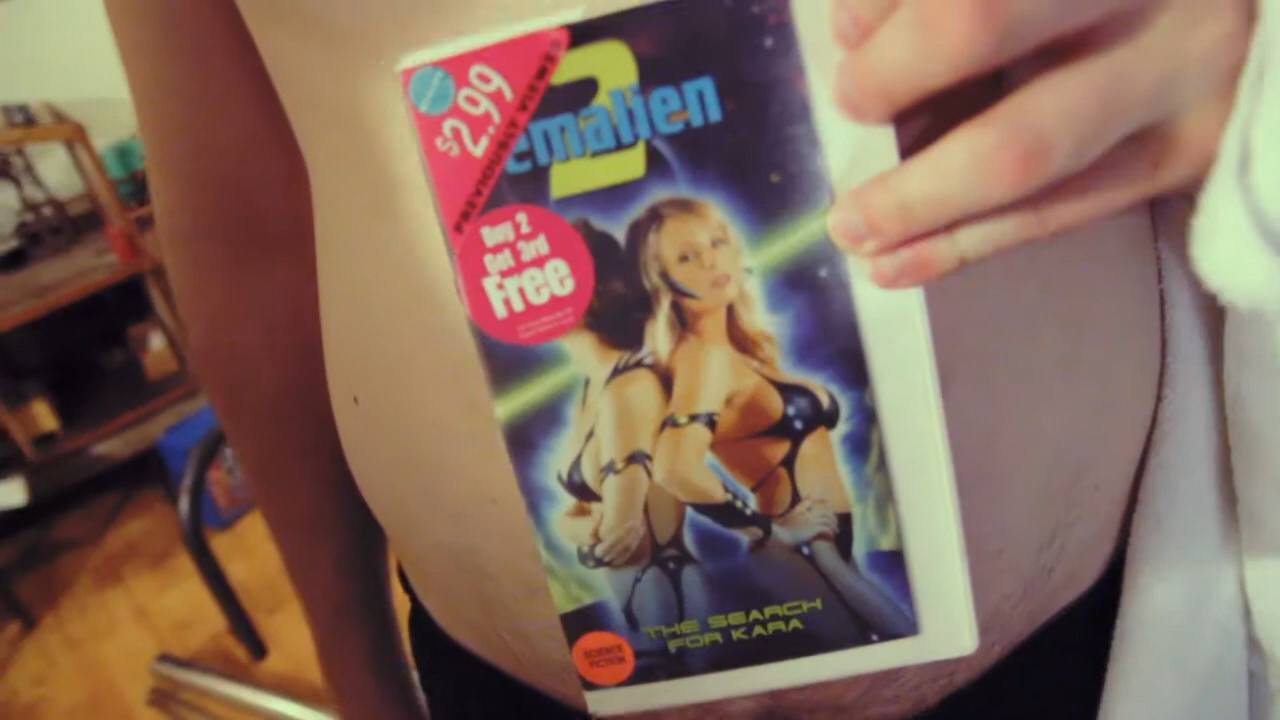 $2.99
PREVIOUSLY VIEWED
2
emalien
Buy 2
Get 3rd
Free
THE SEARCH
FOR KARA
SCIENCE
FICTION